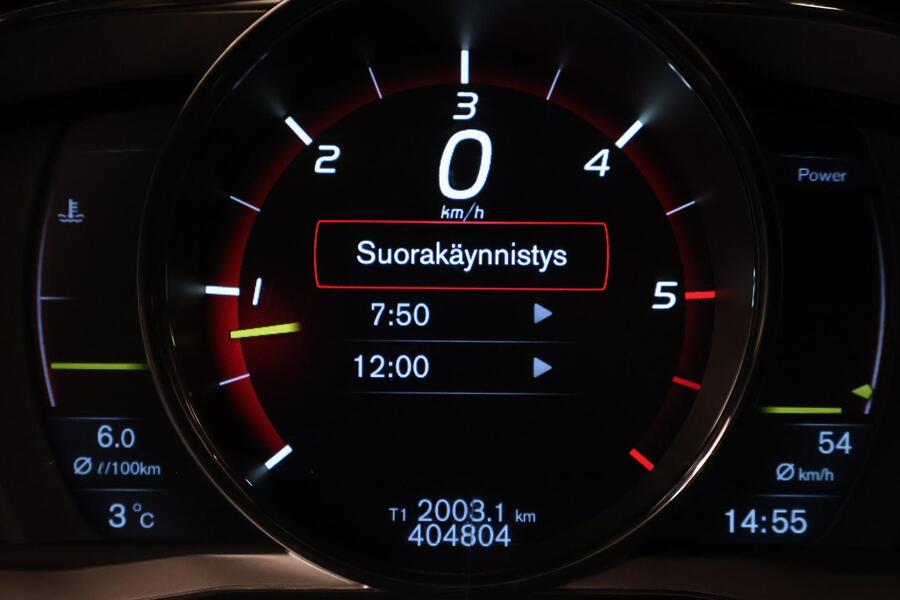 3
2
4
0
km/h
Power
Suorakäynnistys
1
5
7:50
12:00
6.0
Ø ℓ/100km
3 °C
54
Ø km/h
T1 2003.1 km
404804
14:55